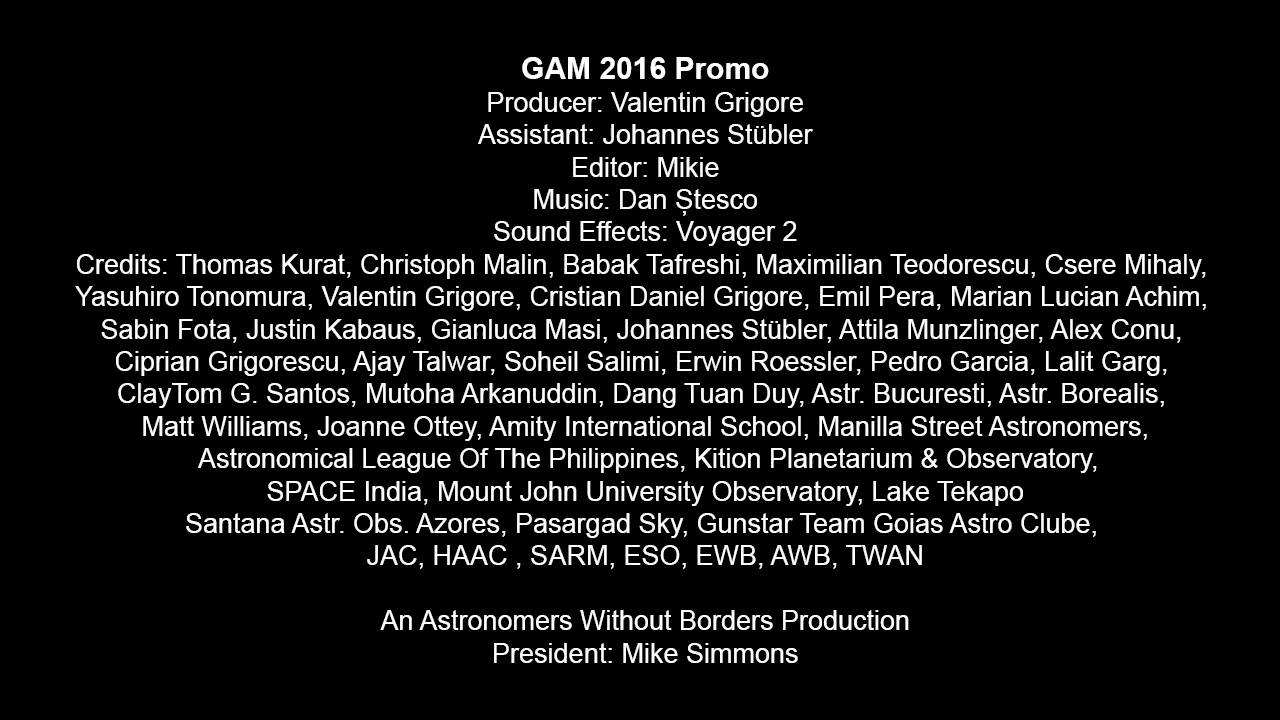 GAM 2016 Promo
Producer: Valentin Grigore
Assistant: Johannes Stübler
Editor: Mikie
Music: Dan Ștesco
Sound Effects: Voyager 2
Credits: Thomas Kurat, Christoph Malin, Babak Tafreshi, Maximilian Teodorescu, Csere Mihaly,
Yasuhiro Tonomura, Valentin Grigore, Cristian Daniel Grigore, Emil Pera, Marian Lucian Achim,
Sabin Fota, Justin Kabaus, Gianluca Masi, Johannes Stübler, Attila Munzlinger, Alex Conu,
Ciprian Grigorescu, Ajay Talwar, Soheil Salimi, Erwin Roessler, Pedro Garcia, Lalit Garg,
ClayTom G. Santos, Mutoha Arkanuddin, Dang Tuan Duy, Astr. Bucuresti, Astr. Borealis,
Matt Williams, Joanne Ottey, Amity International School, Manilla Street Astronomers,
Astronomical League Of The Philippines, Kition Planetarium & Observatory,
SPACE India, Mount John University Observatory, Lake Tekapo
Santana Astr. Obs. Azores, Pasargad Sky, Gunstar Team Goias Astro Clube,
JAC, HAAC , SARM, ESO, EWB, AWB, TWAN
An Astronomers Without Borders Production
President: Mike Simmons